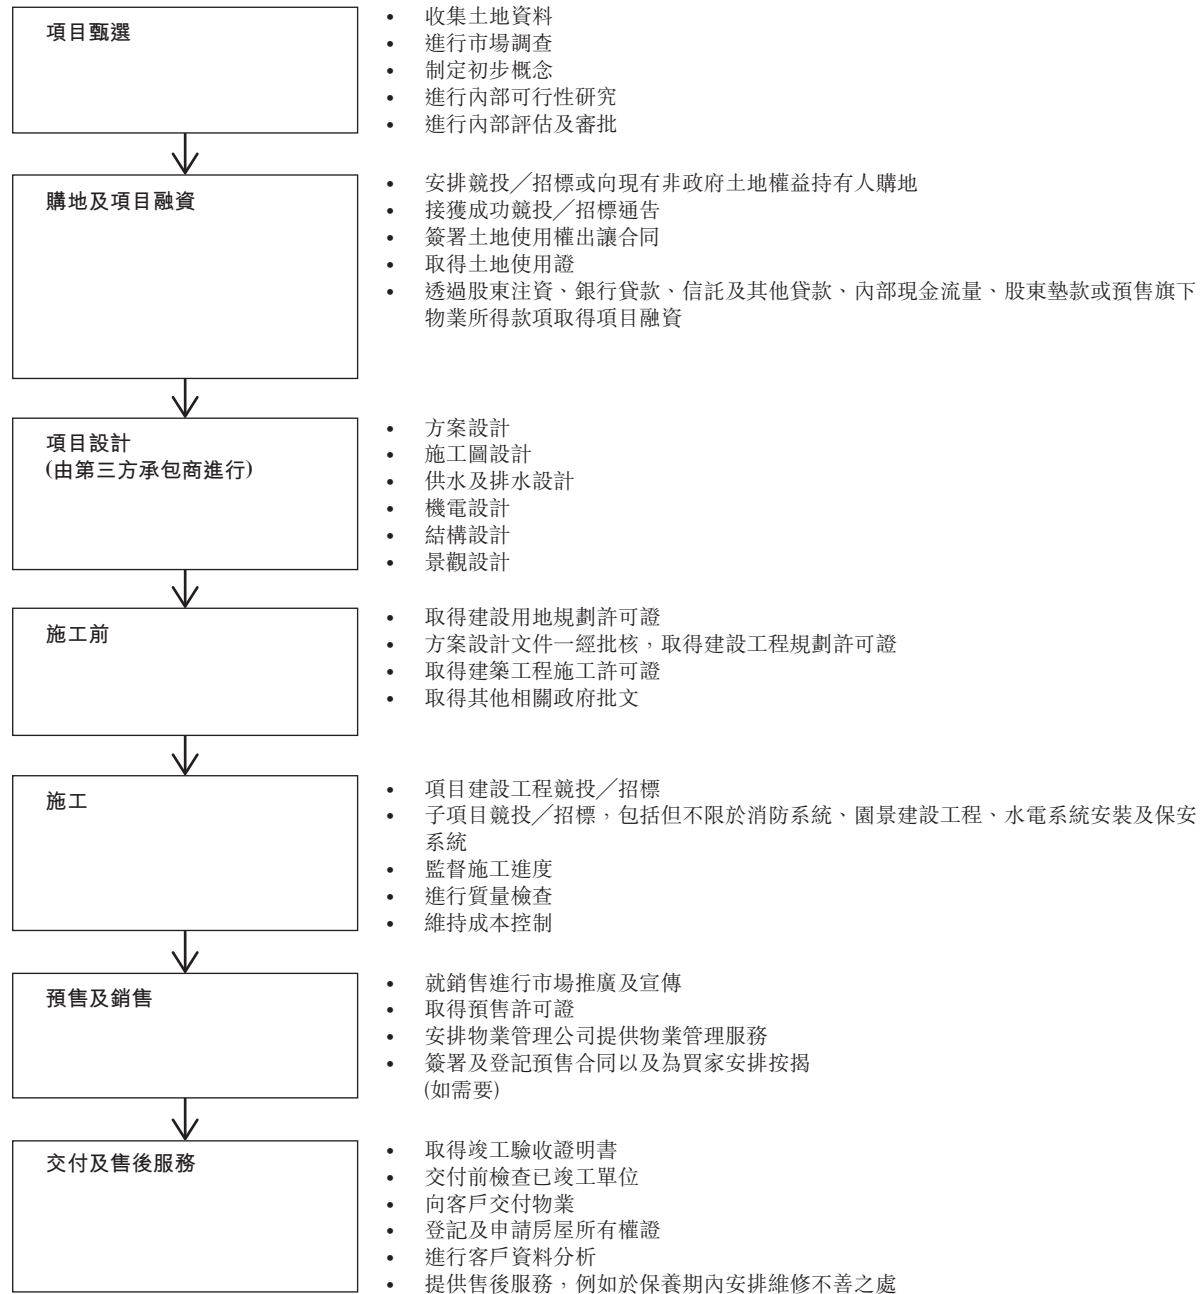 項目甄選
• 收集土地資料
• 進行市場調查
• 制定初步概念
• 進行內部可行性研究
• 進行內部評估及審批
購地及項目融資
• 安排競投╱招標或向現有非政府土地權益持有人購地
• 接獲成功競投╱招標通告
• 簽署土地使用權出讓合同
• 取得土地使用證
• 透過股東注資、銀行貸款、信託及其他貸款、內部現金流量、股東墊款或預售旗下
物業所得款項取得項目融資
項目設計
(由第三方承包商進行)
• 方案設計
• 施工圖設計
• 供水及排水設計
• 機電設計
• 結構設計
• 景觀設計
施工前
• 取得建設用地規劃許可證
• 方案設計文件一經批核，取得建設工程規劃許可證
• 取得建築工程施工許可證
• 取得其他相關政府批文
施工
• 項目建設工程競投╱招標
• 子項目競投╱招標，包括但不限於消防系統、園景建設工程、水電系統安裝及保安
系統
• 監督施工進度
• 進行質量檢查
• 維持成本控制
預售及銷售
• 就銷售進行市場推廣及宣傳
• 取得預售許可證
• 安排物業管理公司提供物業管理服務
• 簽署及登記預售合同以及為買家安排按揭
(如需要)
交付及售後服務
• 取得竣工驗收證明書
• 交付前檢查已竣工單位
• 向客戶交付物業
• 登記及申請房屋所有權證
• 進行客戶資料分析
• 提供售後服務，例如於保養期內安排維修不善之處